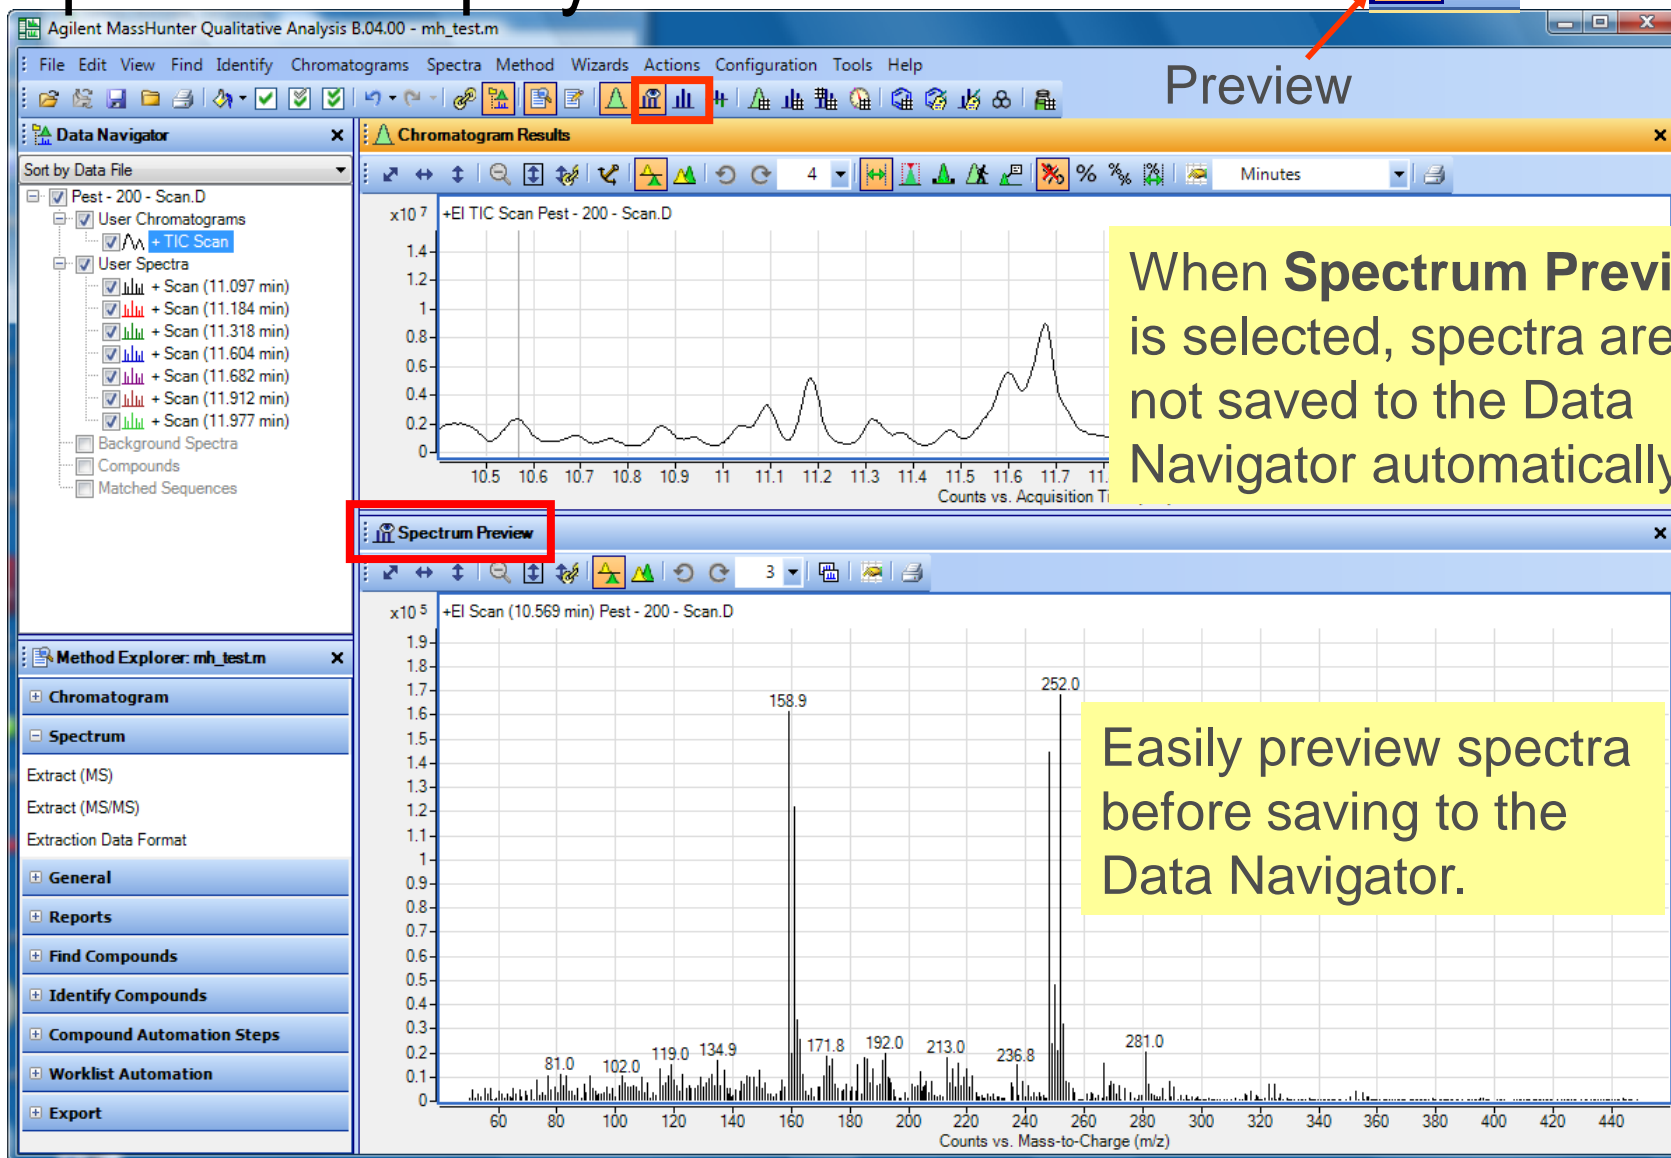 Agilent MassHunter Qualitative Analysis B.04.00 - mh_test.m
File Edit View Find Identify Chromatograms Spectra Method Wizards Actions Configuration Tools Help
Preview
Data Navigator
Sort by Data File
Pest - 200 - Scan.D
User Chromatograms
+ TIC Scan
User Spectra
+ Scan (11.097 min)
+ Scan (11.184 min)
+ Scan (11.318 min)
+ Scan (11.604 min)
+ Scan (11.682 min)
+ Scan (11.912 min)
+ Scan (11.977 min)
Background Spectra
Compounds
Matched Sequences
Chromatogram Results
4
% Minutes
x10 7
+EI TIC Scan Pest - 200 - Scan.D
1.4
1.2
1
0.8
0.6
0.4
0.2
0
10.5 10.6 10.7 10.8 10.9 11 11.1 11.2 11.3 11.4 11.5 11.6 11.7 11.
Counts vs. Acquisition Ti
When Spectrum Previ
is selected, spectra are
not saved to the Data
Navigator automatically
Spectrum Preview
3
x10 5
+EI Scan (10.569 min) Pest - 200 - Scan.D
1.9
1.8
1.7
1.6
1.5
1.4
1.3
1.2
1.1
1
0.9
0.8
0.7
0.6
0.5
0.4
0.3
0.2
0.1
0
81.0
102.0
119.0
134.9
158.9
171.8
192.0
213.0
236.8
252.0
281.0
60 80 100 120 140 160 180 200 220 240 260 280 300 320 340 360 380 400 420 440
Counts vs. Mass-to-Charge (m/z)
Easily preview spectra
before saving to the
Data Navigator.
Method Explorer: mh_test.m
Chromatogram
Spectrum
Extract (MS)
Extract (MS/MS)
Extraction Data Format
General
Reports
Find Compounds
Identify Compounds
Compound Automation Steps
Worklist Automation
Export